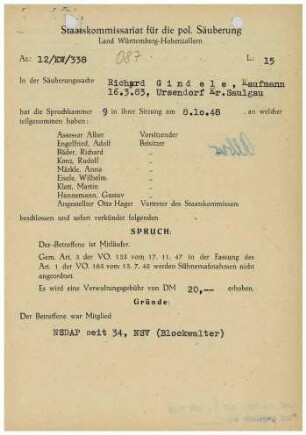 Staatskommissariat für die pol. Säuberung
Land Württemberg-Hohenzollern
Az: 12/KW/338
087
L: 15
In der Säuberungssache Richard Gindele, Kaufmann
16.3.83, Ursendorf Kr.Saulgau
hat die Spruchkammer 9 in ihrer Sitzung am 8.10.48 , an welcher
teilgenommen haben:
Assessor Alber Vorsitzender
Engelfried, Adolf Beisitzer
Bäder, Richard "
Konz, Rudolf "
Märkle, Anna "
Eisele, Wilhelm "
Klett, Martin "
Hannemann, Gustav "
Angestellter Otto Hager Vertreter des Staatskommissars
beschlossen und sofort verkündet folgenden
SPRUCH:
Der Betroffene ist Mitläufer.
Gem. Art. 3 der VO. 133 vom 17. 11. 47 in der Fassung des
Art. 1 der VO. 165 vom 13. 7. 48 werden Sühnemaßnahmen nicht
angeordnet.
Es wird eine Verwaltungsgebühr von DM 20,-- erhoben.
Gründe:
Der Betroffene war Mitglied
NSDAP seit 34, NSV (Blockwalter)